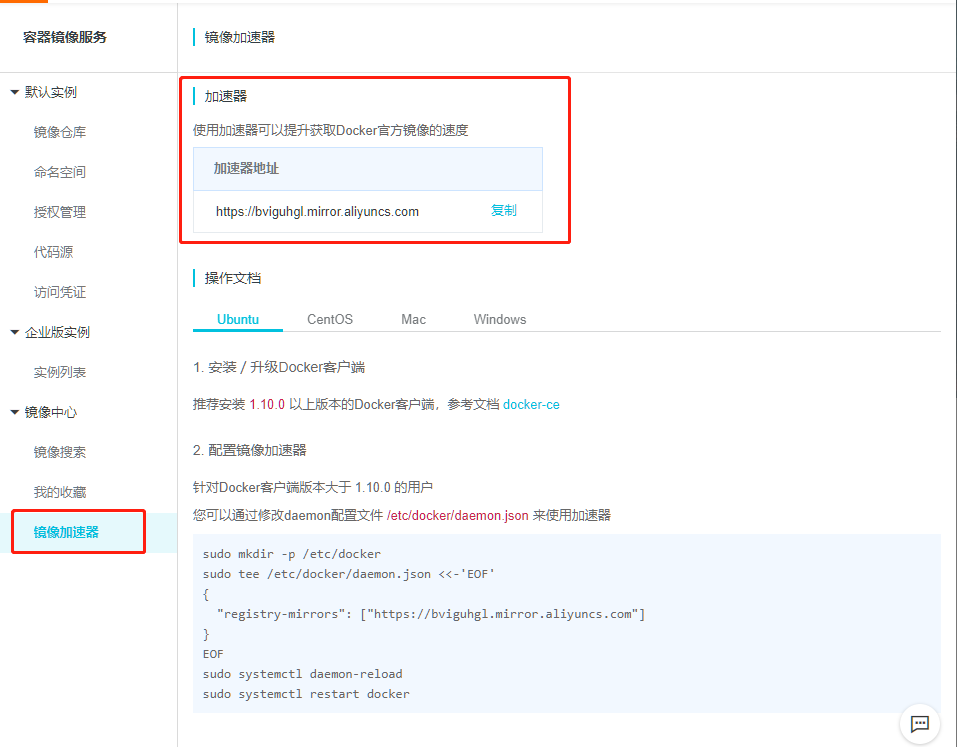 容器镜像服务
默认实例
镜像仓库
命名空间
授权管理
代码源
访问凭证
企业版实例
实例列表
镜像中心
镜像搜索
我的收藏
镜像加速器
镜像加速器
加速器
使用加速器可以提升获取Docker官方镜像的速度
加速器地址
https://bviguhgl.mirror.aliyuncs.com 复制
操作文档
Ubuntu CentOS Mac Windows
1. 安装 / 升级Docker客户端
推荐安装 1.10.0 以上版本的Docker客户端，参考文档 docker-ce
2. 配置镜像加速器
针对Docker客户端版本大于 1.10.0 的用户
您可以通过修改daemon配置文件 /etc/docker/daemon.json 来使用加速器
sudo mkdir -p /etc/docker
sudo tee /etc/docker/daemon.json <<-'EOF'
{
  "registry-mirrors": ["https://bviguhgl.mirror.aliyuncs.com"]
}
EOF
sudo systemctl daemon-reload
sudo systemctl restart docker